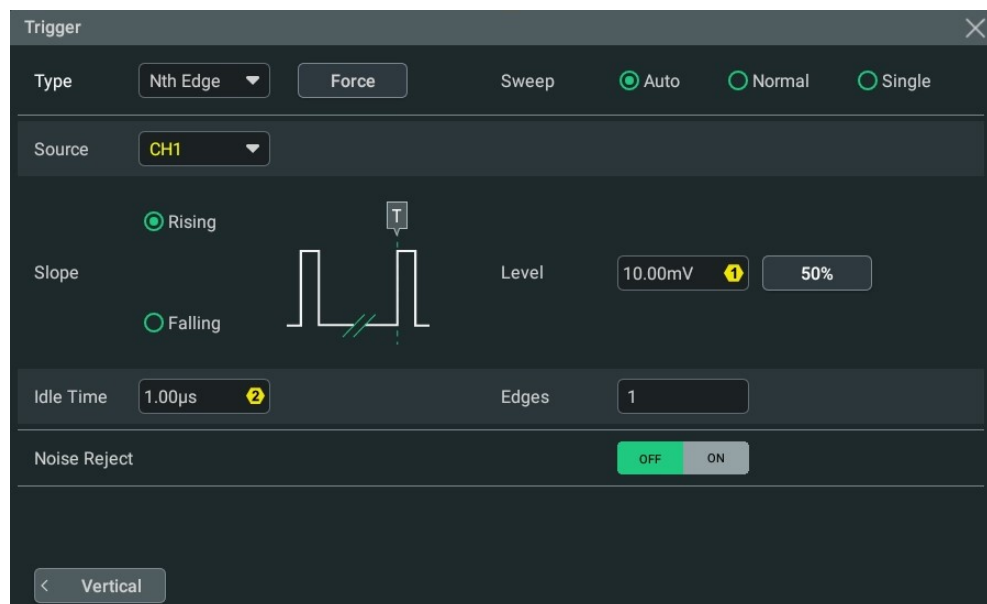 Trigger
Type Nth Edge Force Sweep Auto Normal Single
Source CH1
T
Rising
Slope Level 10.00mV 1 50%
Falling
Idle Time 1.00µs 2 Edges 1
Noise Reject OFF ON
< Vertical